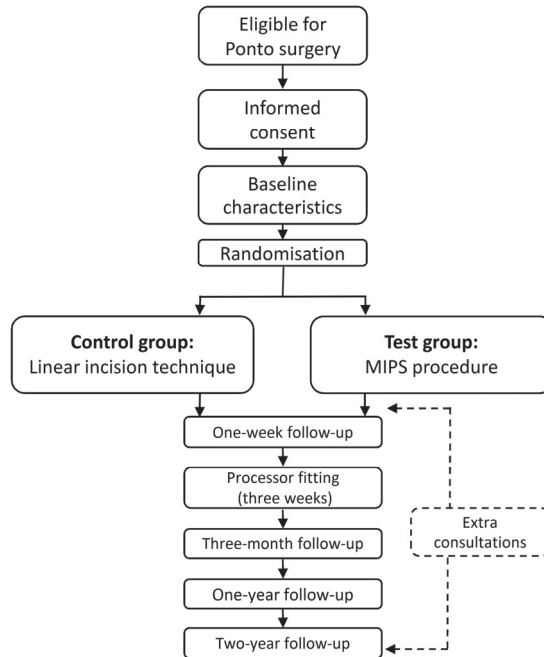 Eligible for
Ponto surgery
Informed
consent
Baseline
characteristics
Randomisation
Control group:
Linear incision technique
Test group:
MIPS procedure
One-week follow-up
Processor fitting
(three weeks)
Extra
consultations
Three-month follow-up
One-year follow-up
Two-year follow-up